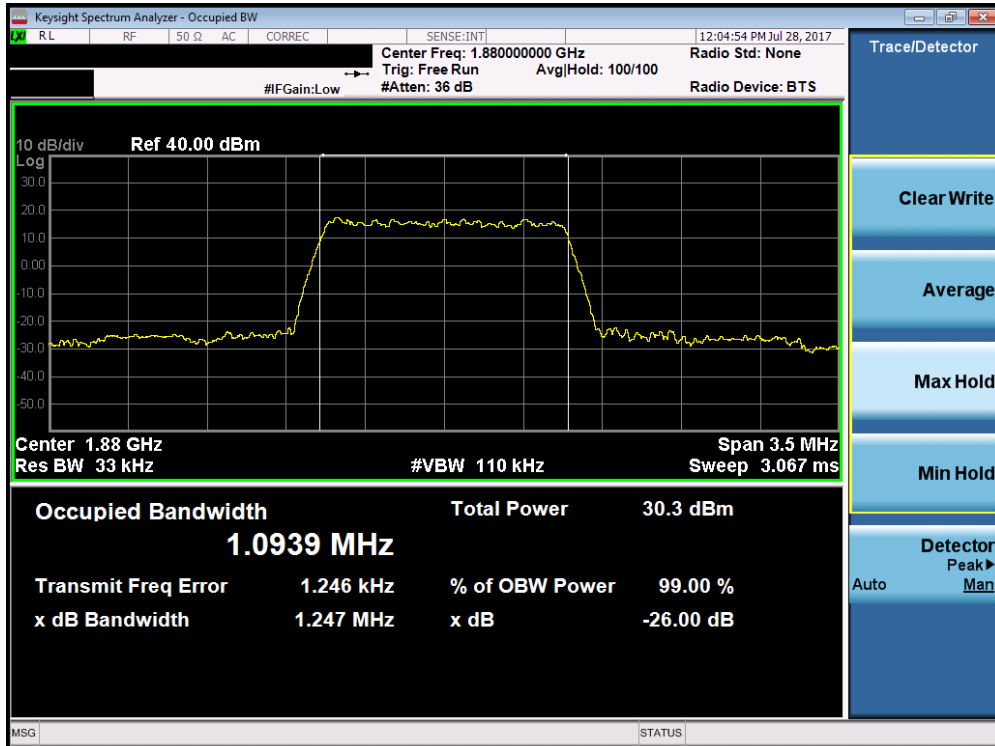 Keysight Spectrum Analyzer - Occupied BW
LXI RL RF 50 Ω AC CORREC SENSE:INT 12:04:54 PM Jul 28, 2017
Center Freq: 1.880000000 GHz Radio Std: None
Trig: Free Run Avg|Hold: 100/100
#IFGain:Low #Atten: 36 dB Radio Device: BTS
10 dB/div Ref 40.00 dBm
Log
30.0
20.0
10.0
0.00
-10.0
-20.0
-30.0
-40.0
-50.0
Center 1.88 GHz Span 3.5 MHz
Res BW 33 kHz #VBW 110 kHz Sweep 3.067 ms
Occupied Bandwidth Total Power 30.3 dBm
1.0939 MHz
Transmit Freq Error 1.246 kHz % of OBW Power 99.00 %
x dB Bandwidth 1.247 MHz x dB -26.00 dB
MSG STATUS
Trace/Detector
Clear Write
Average
Max Hold
Min Hold
Detector
Peak▶
Auto Man